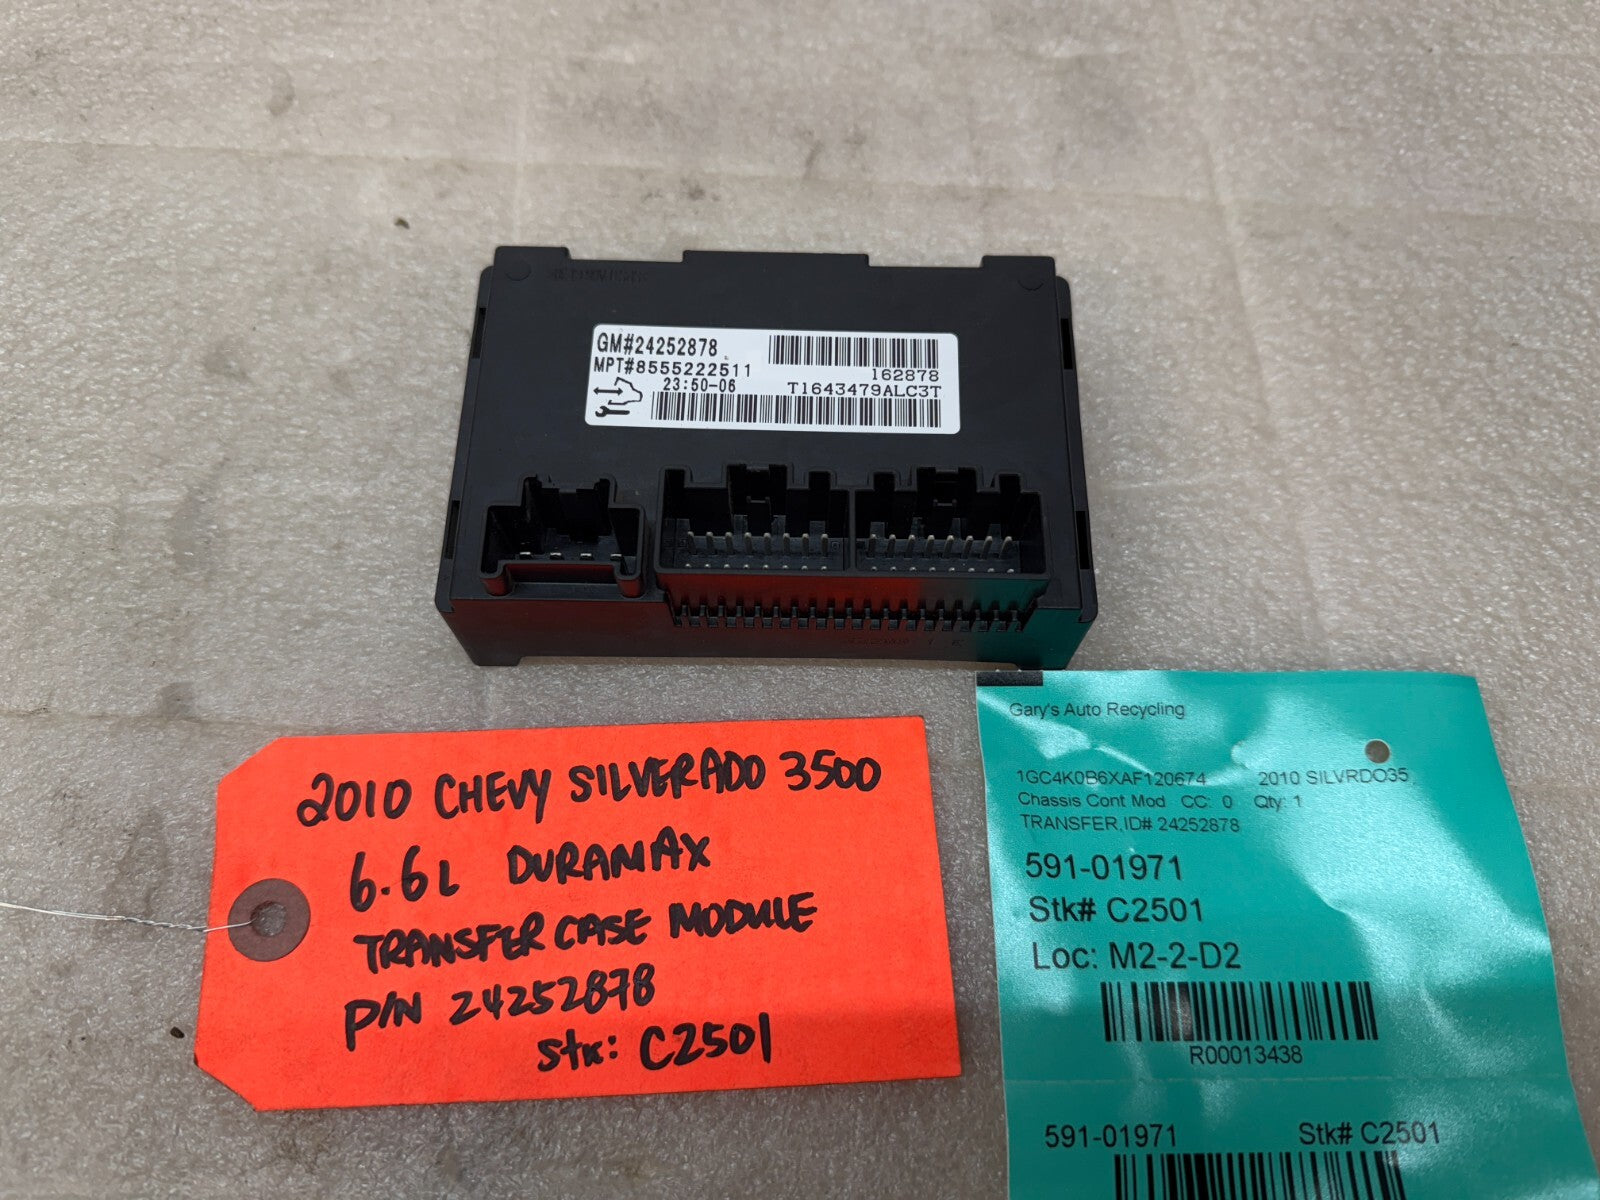 GM#24252878
MPT#8555222511
162878
23:50-06
T1643479ALC3T
2010 CHEVY SILVERADO 3500
6.6L DURAMAX
TRANSFER CASE MODULE
P/N 24252878
Stk: C2501
Gary's Auto Recycling
1GC4K0B6XAF120674 2010 SILVRDO35
Chassis Cont Mod CC: 0 Qty: 1
TRANSFER,ID# 24252878
591-01971
Stk# C2501
Loc: M2-2-D2
R00013438
591-01971 Stk# C2501